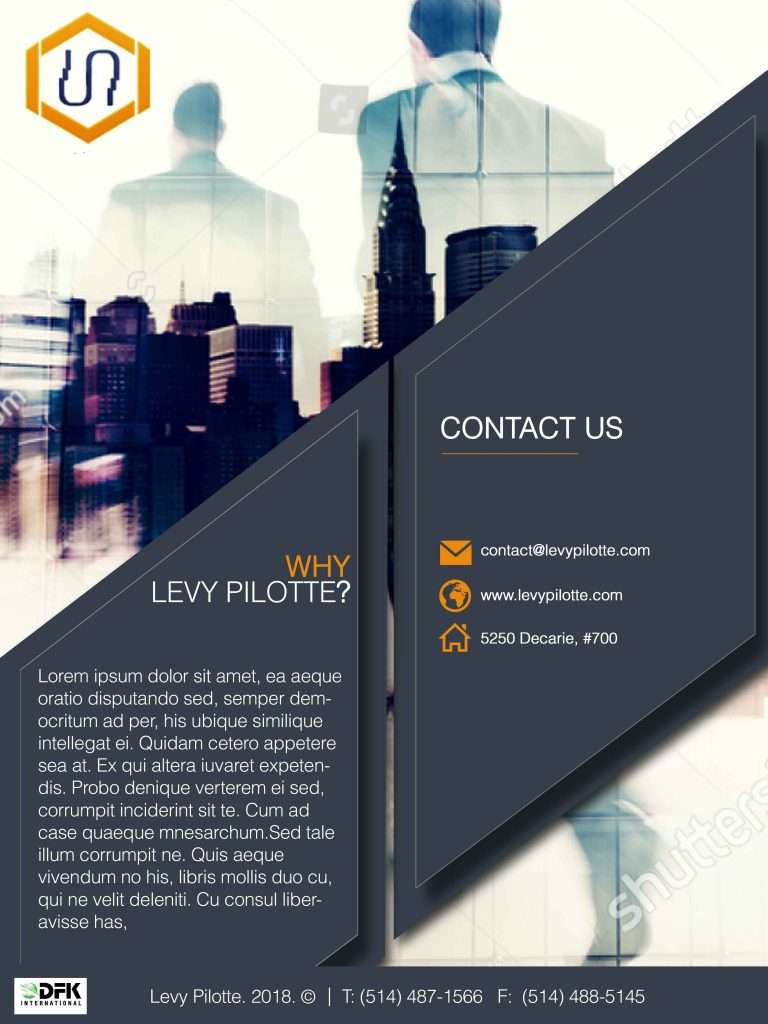 WHY
LEVY PILOTTE?
Lorem ipsum dolor sit amet, ea aeque
oratio disputando sed, semper dem-
ocritum ad per, his ubique similique
intellegat ei. Quidam cetero appetere
sea at. Ex qui altera iuvaret expeten-
dis. Probo denique verterem ei sed,
corrumpit inciderint sit te. Cum ad
case quaeque mnesarchum.Sed tale
illum corrumpit ne. Quis aeque
vivendum no his, libris mollis duo cu,
qui ne velit deleniti. Cu consul liber-
avisse has,
CONTACT US
contact@levypilotte.com
www.levypilotte.com
5250 Decarie, #700
DFK
INTERNATIONAL
Levy Pilotte. 2018. © | T: (514) 487-1566 F: (514) 488-5145